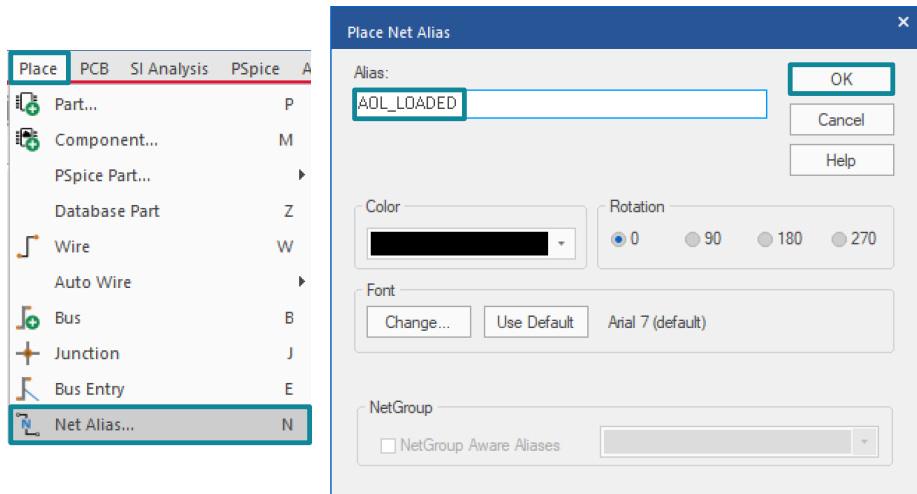 Place PCB SI Analysis PSpice A
Part... P
Component... M
PSpice Part...
Database Part Z
Wire W
Auto Wire
Bus B
Junction J
Bus Entry E
N Net Alias... N
Place Net Alias
Alias:
AOL_LOADED
OK
Cancel
Help
Color
Rotation
0 90 180 270
Font
Change... Use Default Arial 7 (default)
NetGroup
NetGroup Aware Aliases